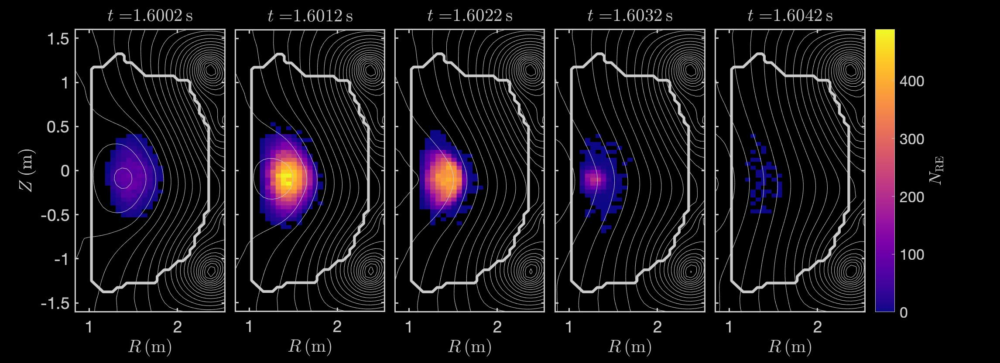 t =1.6002 s
t =1.6012 s
t =1.6022 s
t =1.6032 s
t =1.6042 s
1.5
1
0.5
0
-0.5
-1
-1.5
Z (m)
1 2
1 2
1 2
1 2
1 2
R (m)
R (m)
R (m)
R (m)
R (m)
400
300
200
100
0
N_RE